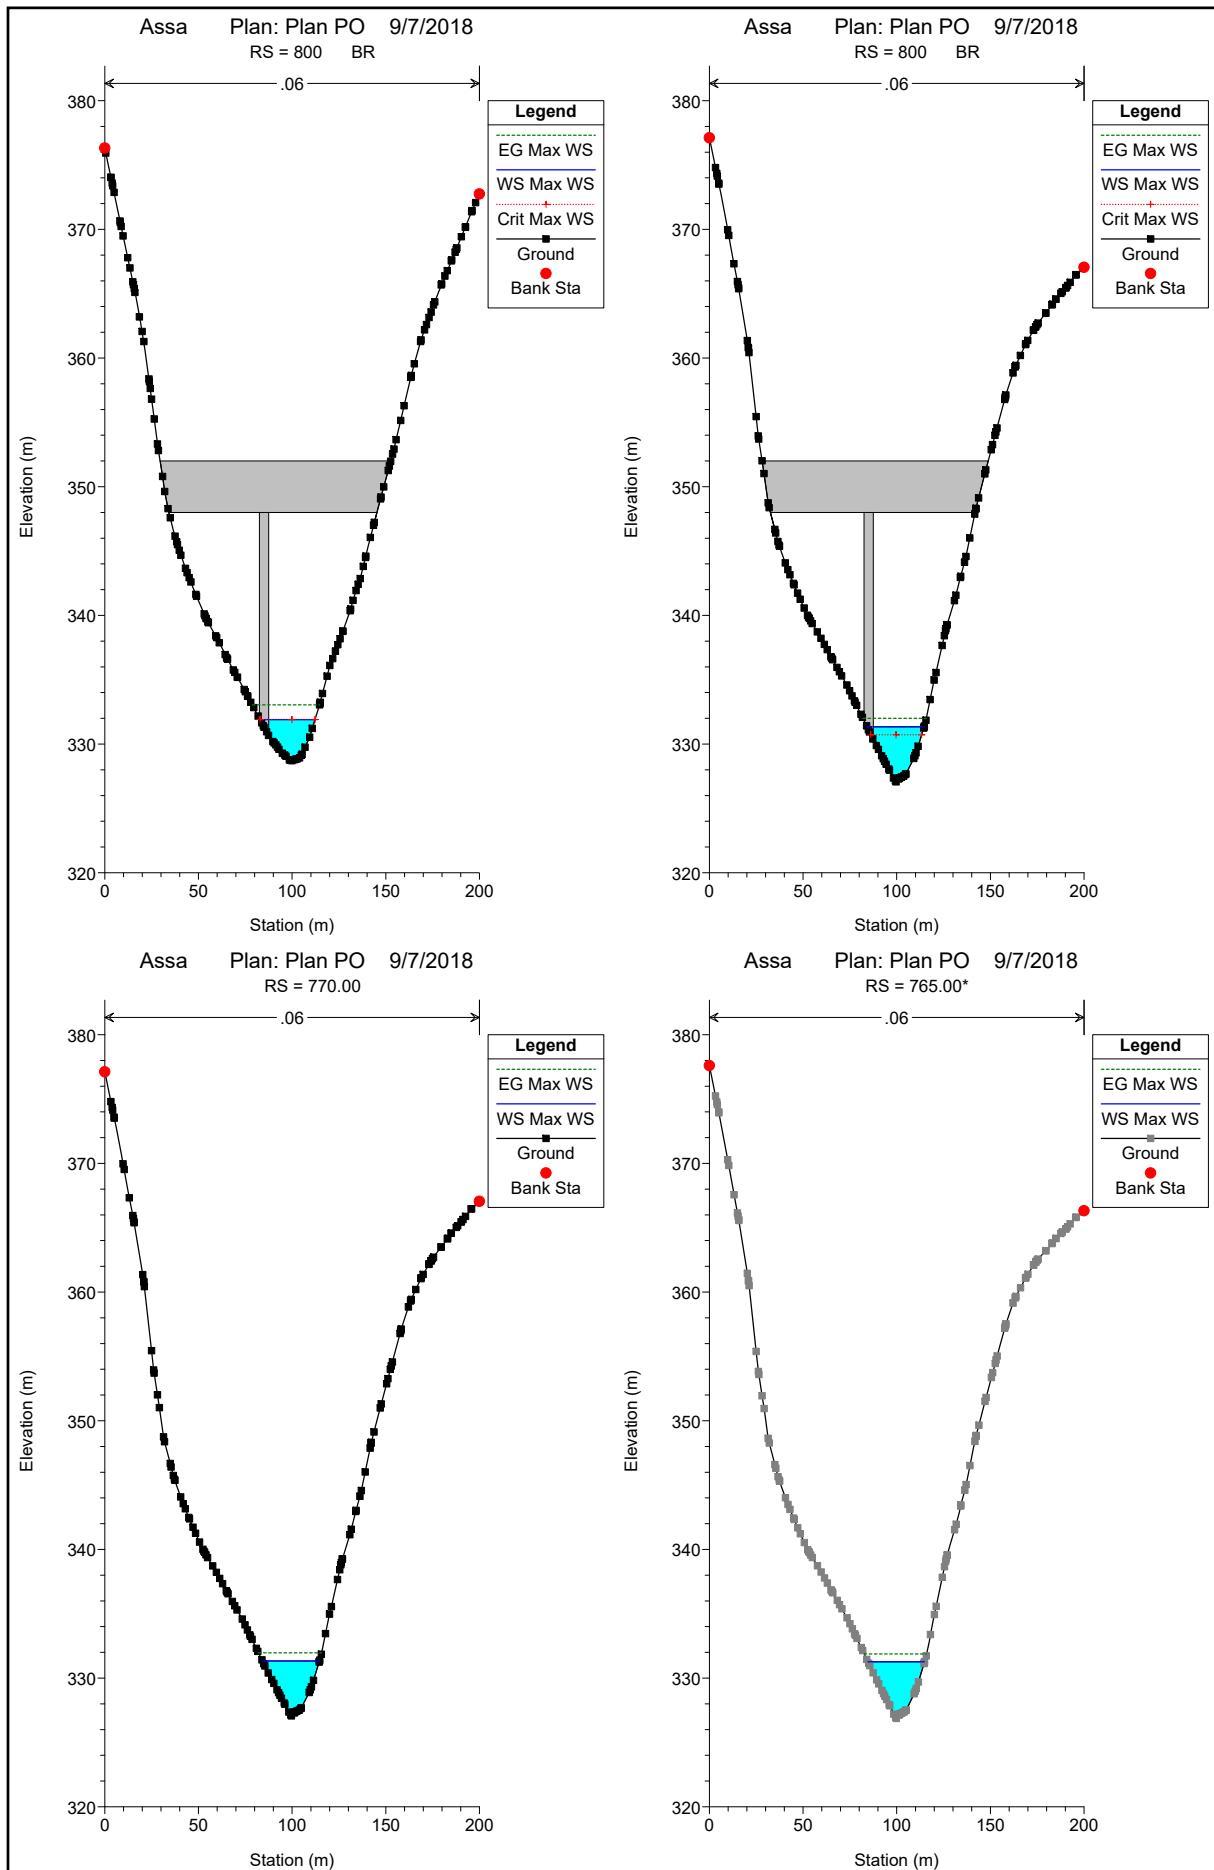 Assa Plan: Plan PO 9/7/2018
RS = 800 BR
.06
Legend
EG Max WS
WS Max WS
Crit Max WS
Ground
Bank Sta
380
370
360
350
340
330
320
0 50 100 150 200
Elevation (m)
Station (m)
Assa Plan: Plan PO 9/7/2018
RS = 800 BR
.06
Legend
EG Max WS
WS Max WS
Crit Max WS
Ground
Bank Sta
380
370
360
350
340
330
320
0 50 100 150 200
Elevation (m)
Station (m)
Assa Plan: Plan PO 9/7/2018
RS = 770.00
.06
Legend
EG Max WS
WS Max WS
Ground
Bank Sta
380
370
360
350
340
330
320
0 50 100 150 200
Elevation (m)
Station (m)
Assa Plan: Plan PO 9/7/2018
RS = 765.00*
.06
Legend
EG Max WS
WS Max WS
Ground
Bank Sta
380
370
360
350
340
330
320
0 50 100 150 200
Elevation (m)
Station (m)